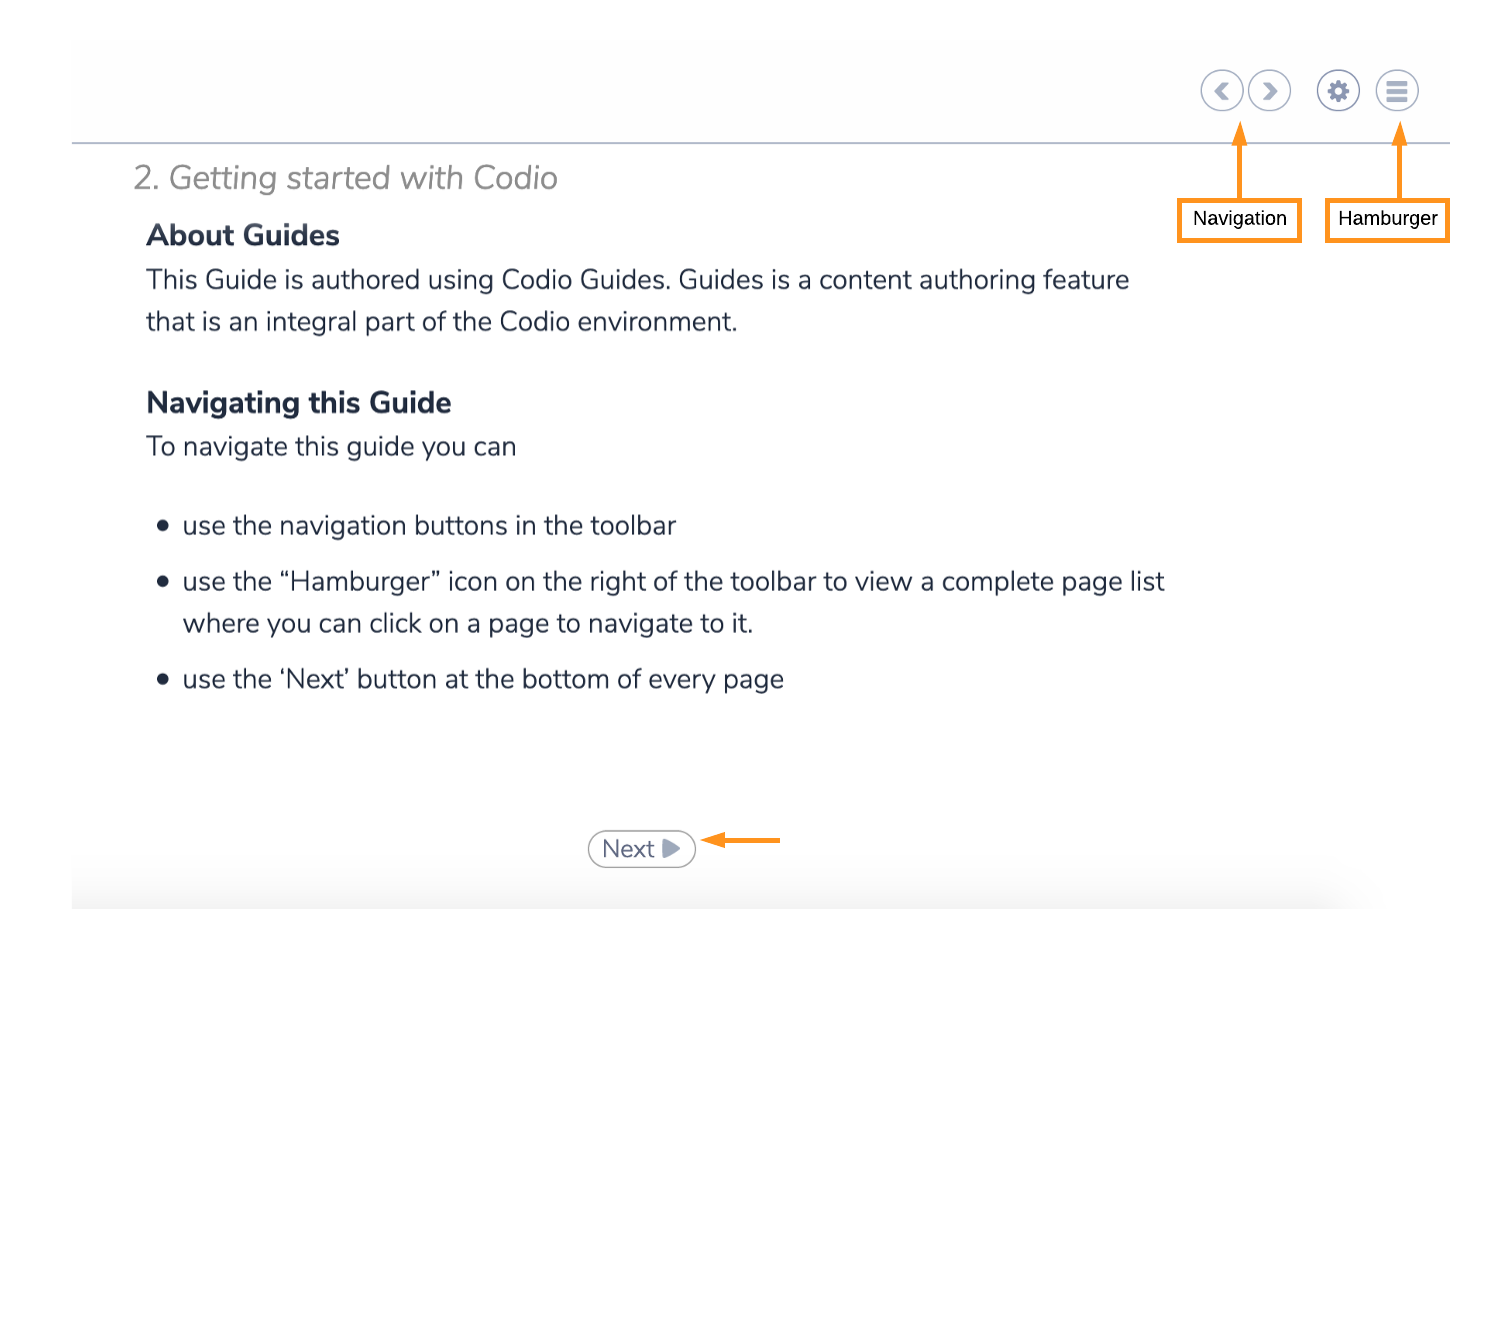 2. Getting started with Codio
Navigation
Hamburger
About Guides
This Guide is authored using Codio Guides. Guides is a content authoring feature
that is an integral part of the Codio environment.
Navigating this Guide
To navigate this guide you can
• use the navigation buttons in the toolbar
• use the “Hamburger” icon on the right of the toolbar to view a complete page list
where you can click on a page to navigate to it.
• use the ‘Next’ button at the bottom of every page
Next